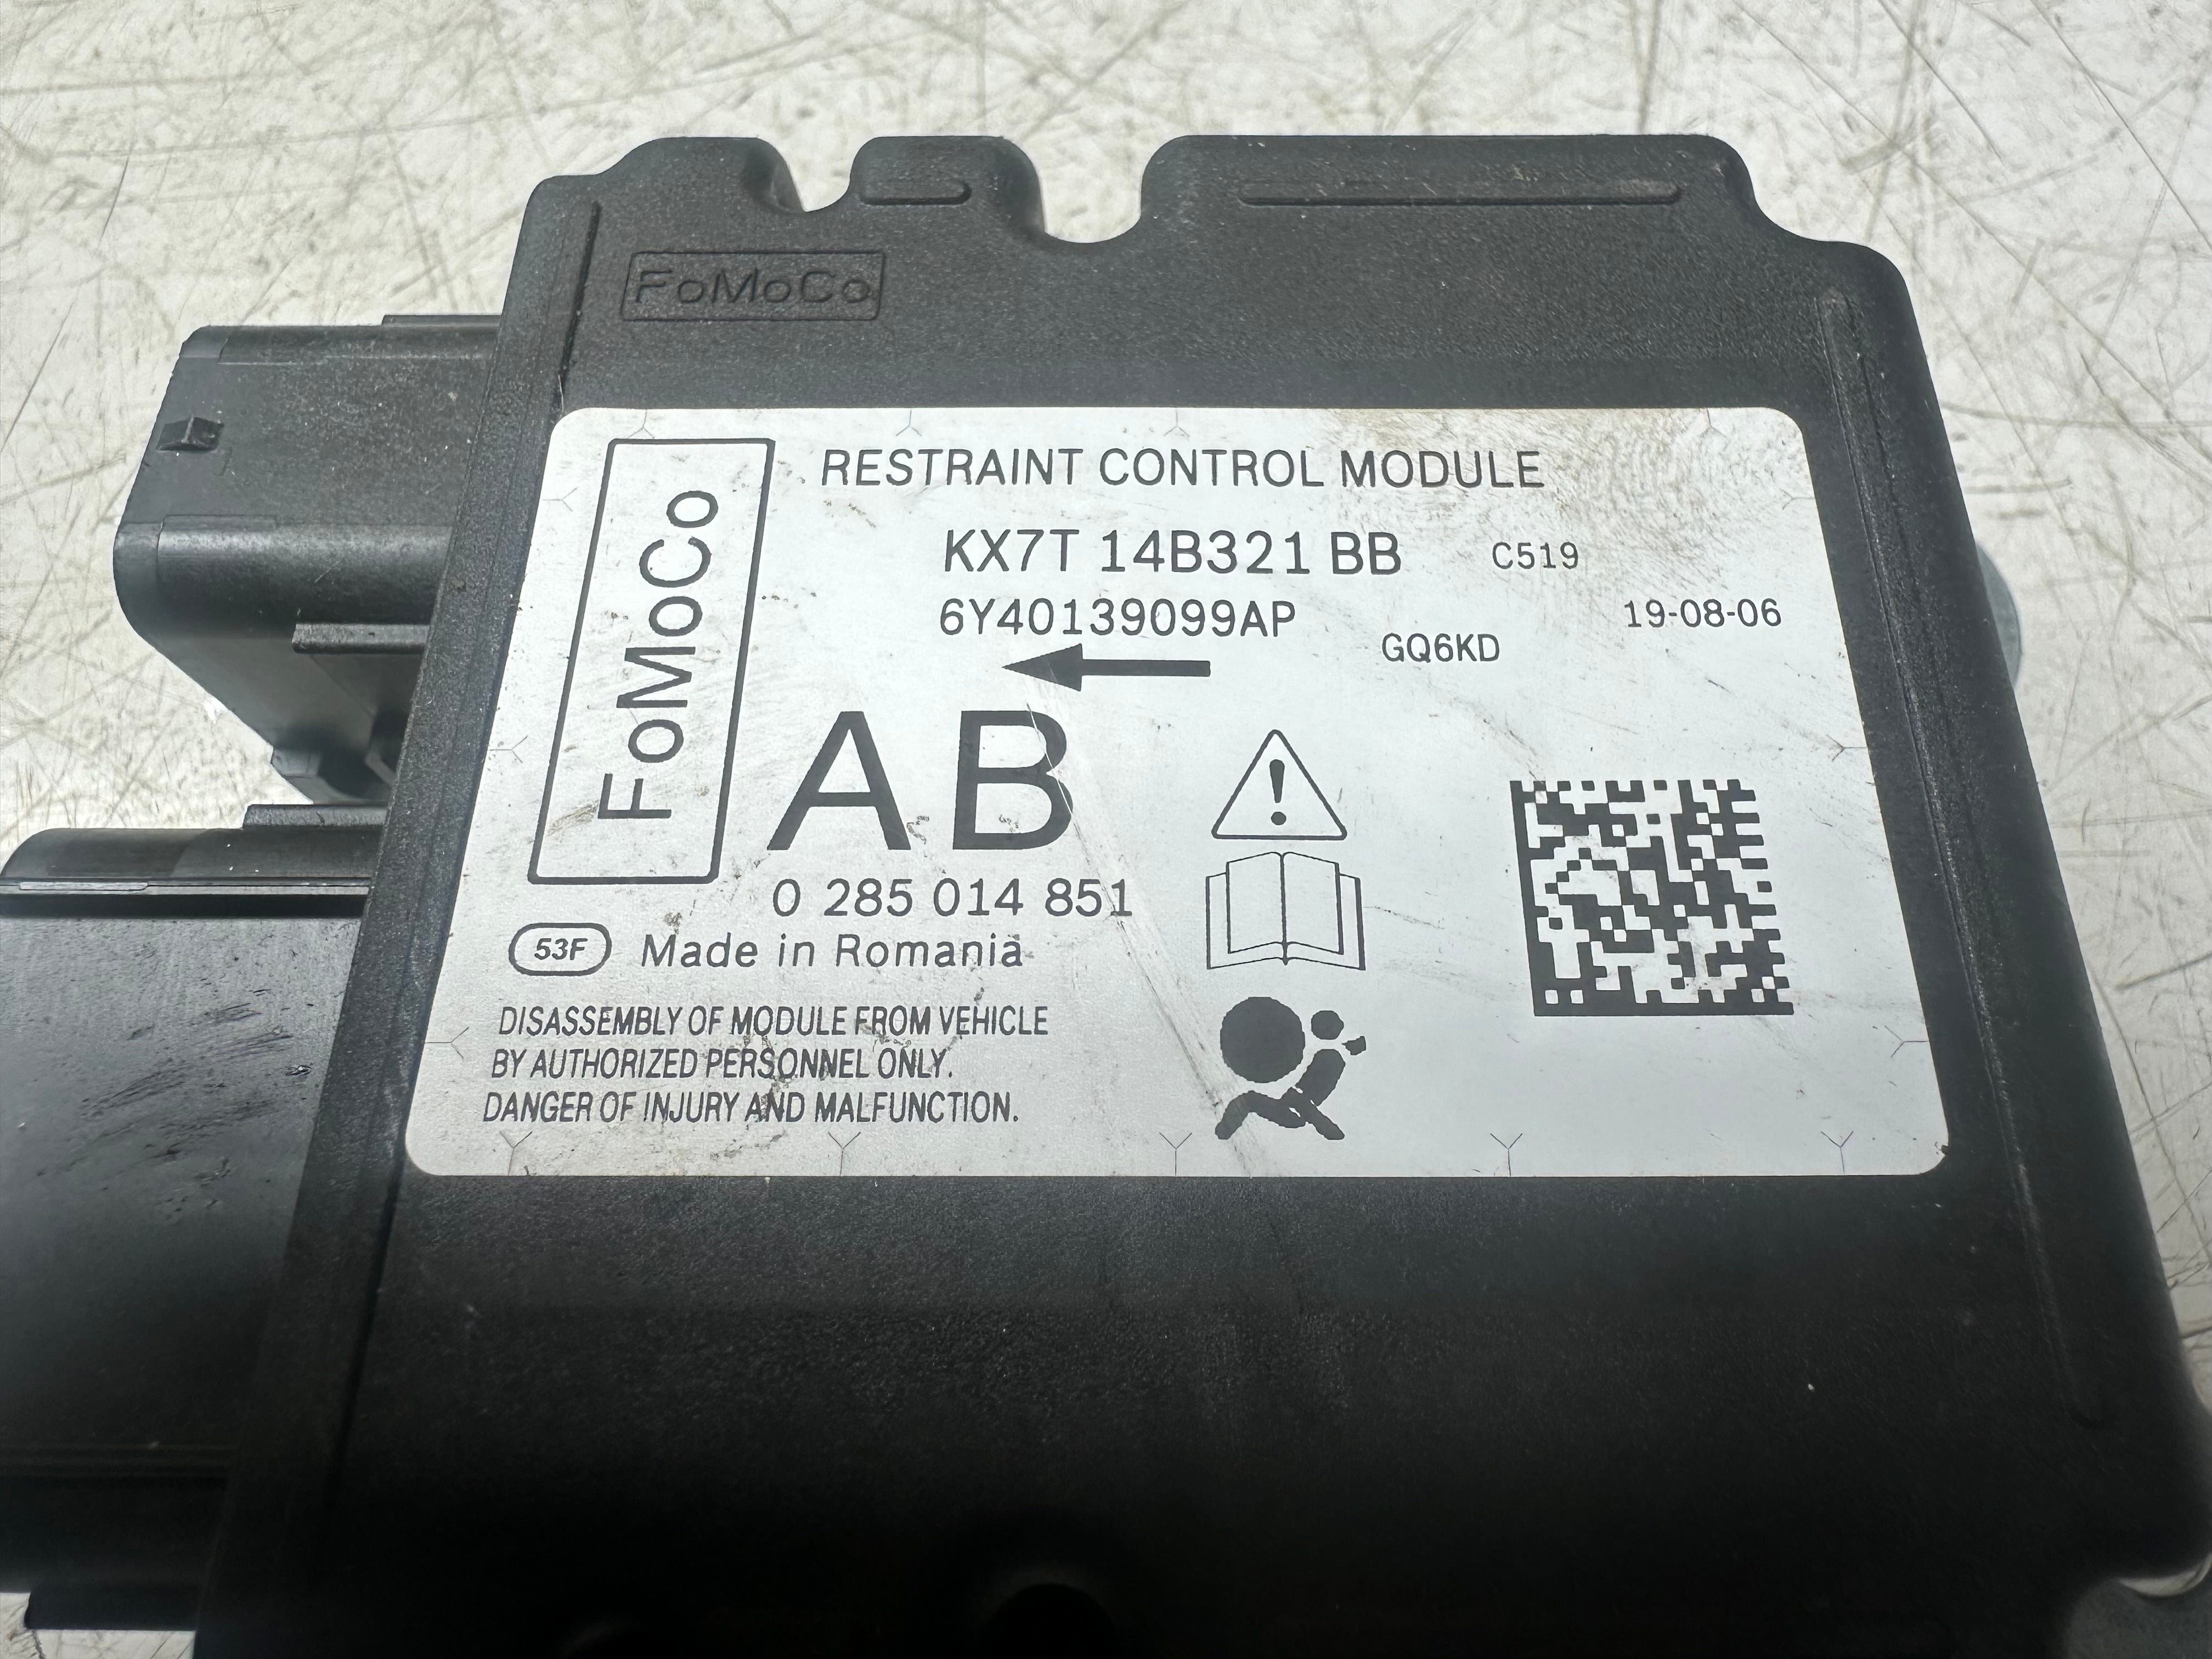 FoMoCo
FoMoCo
RESTRAINT CONTROL MODULE
KX7T 14B321 BB C519
6Y40139099AP
GQ6KD
19-08-06
AB
0 285 014 851
53F Made in Romania
DISASSEMBLY OF MODULE FROM VEHICLE
BY AUTHORIZED PERSONNEL ONLY.
DANGER OF INJURY AND MALFUNCTION.